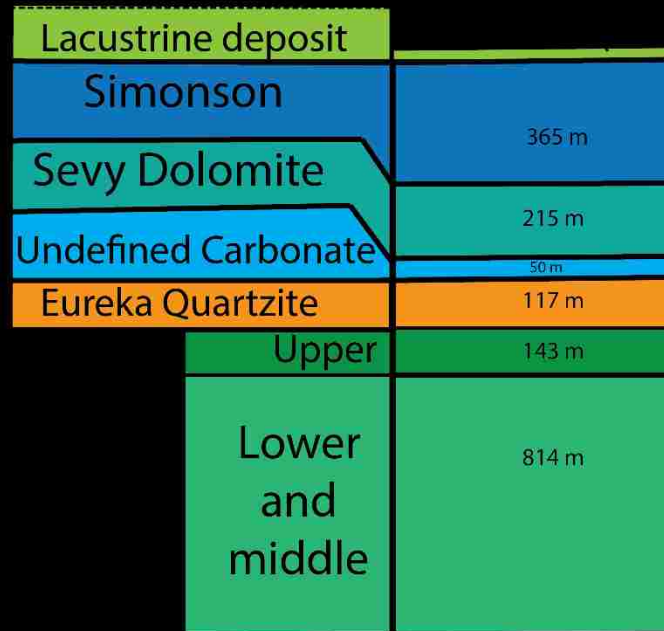 Lacustrine deposit
Simonson
365 m
Sevy Dolomite
215 m
Undefined Carbonate
50 m
Eureka Quartzite
117 m
Upper
143 m
Lower
and
middle
814 m